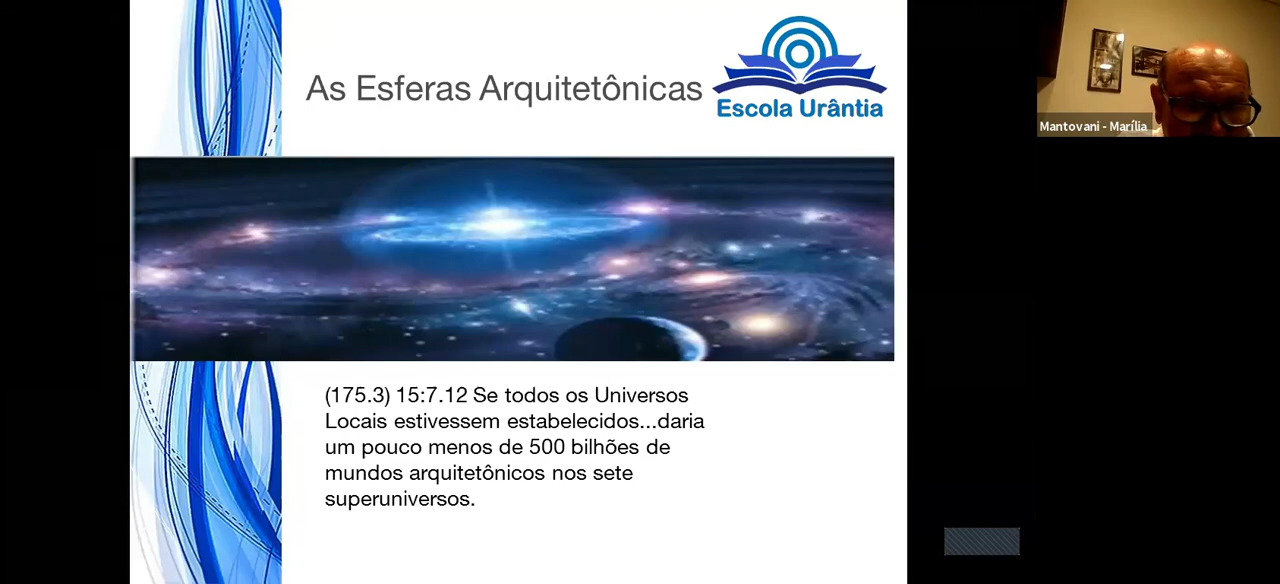 As Esferas Arquitetônicas
Escola Urântia
Mantovani - Marília
(175.3) 15:7.12 Se todos os Universos
Locais estivessem estabelecidos...daria
um pouco menos de 500 bilhões de
mundos arquitetônicos nos sete
superuniversos.